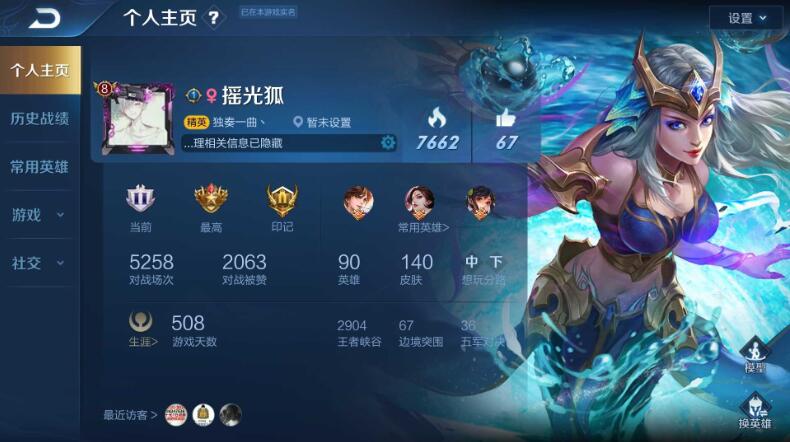 个人主页 ?
已在本游戏实名
设置
个人主页
历史战绩
常用英雄
游戏
社交
8
1 摇光狐
精英 独奏一曲丶 暂未设置
...理相关信息已隐藏
7662
67
当前
最高
印记
常用英雄>
5258
对战场次
2063
对战被赞
90
英雄
140
皮肤
中 下
想玩分路
生涯>
508
游戏天数
2904
王者峡谷
67
边境突围
36
五军对决
最近访客 >
模型
换英雄